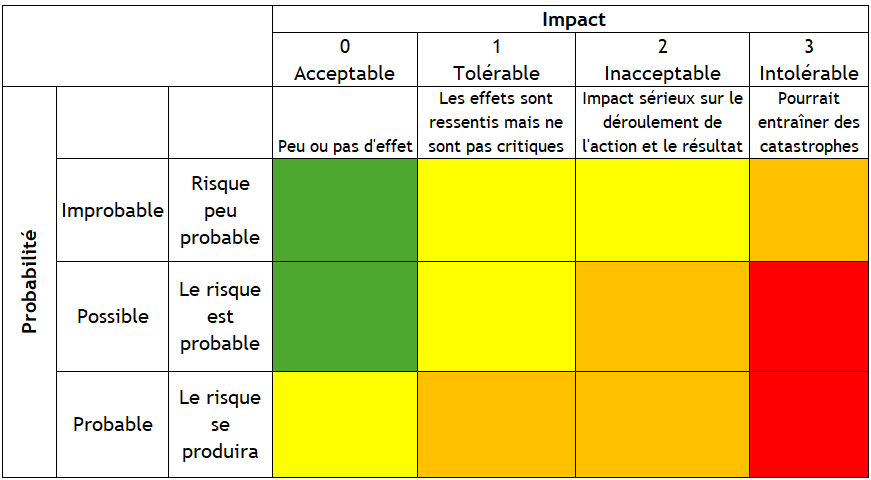 Impact
0
Acceptable
1
Tolérable
2
Inacceptable
3
Intolérable
Peu ou pas d'effet
Les effets sont
ressentis mais ne
sont pas critiques
Impact sérieux sur le
déroulement de
l'action et le résultat
Pourrait
entraîner des
catastrophes
Probabilité
Improbable
Risque
peu
probable
Possible
Le risque
est
probable
Probable
Le risque
se
produira